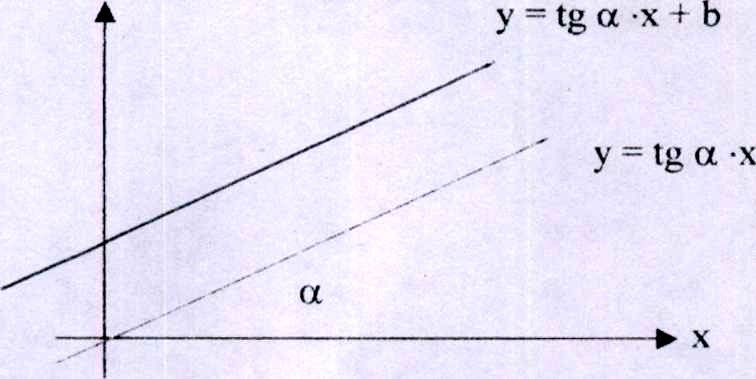 y = tg α ·x + b
y = tg α ·x
α
x